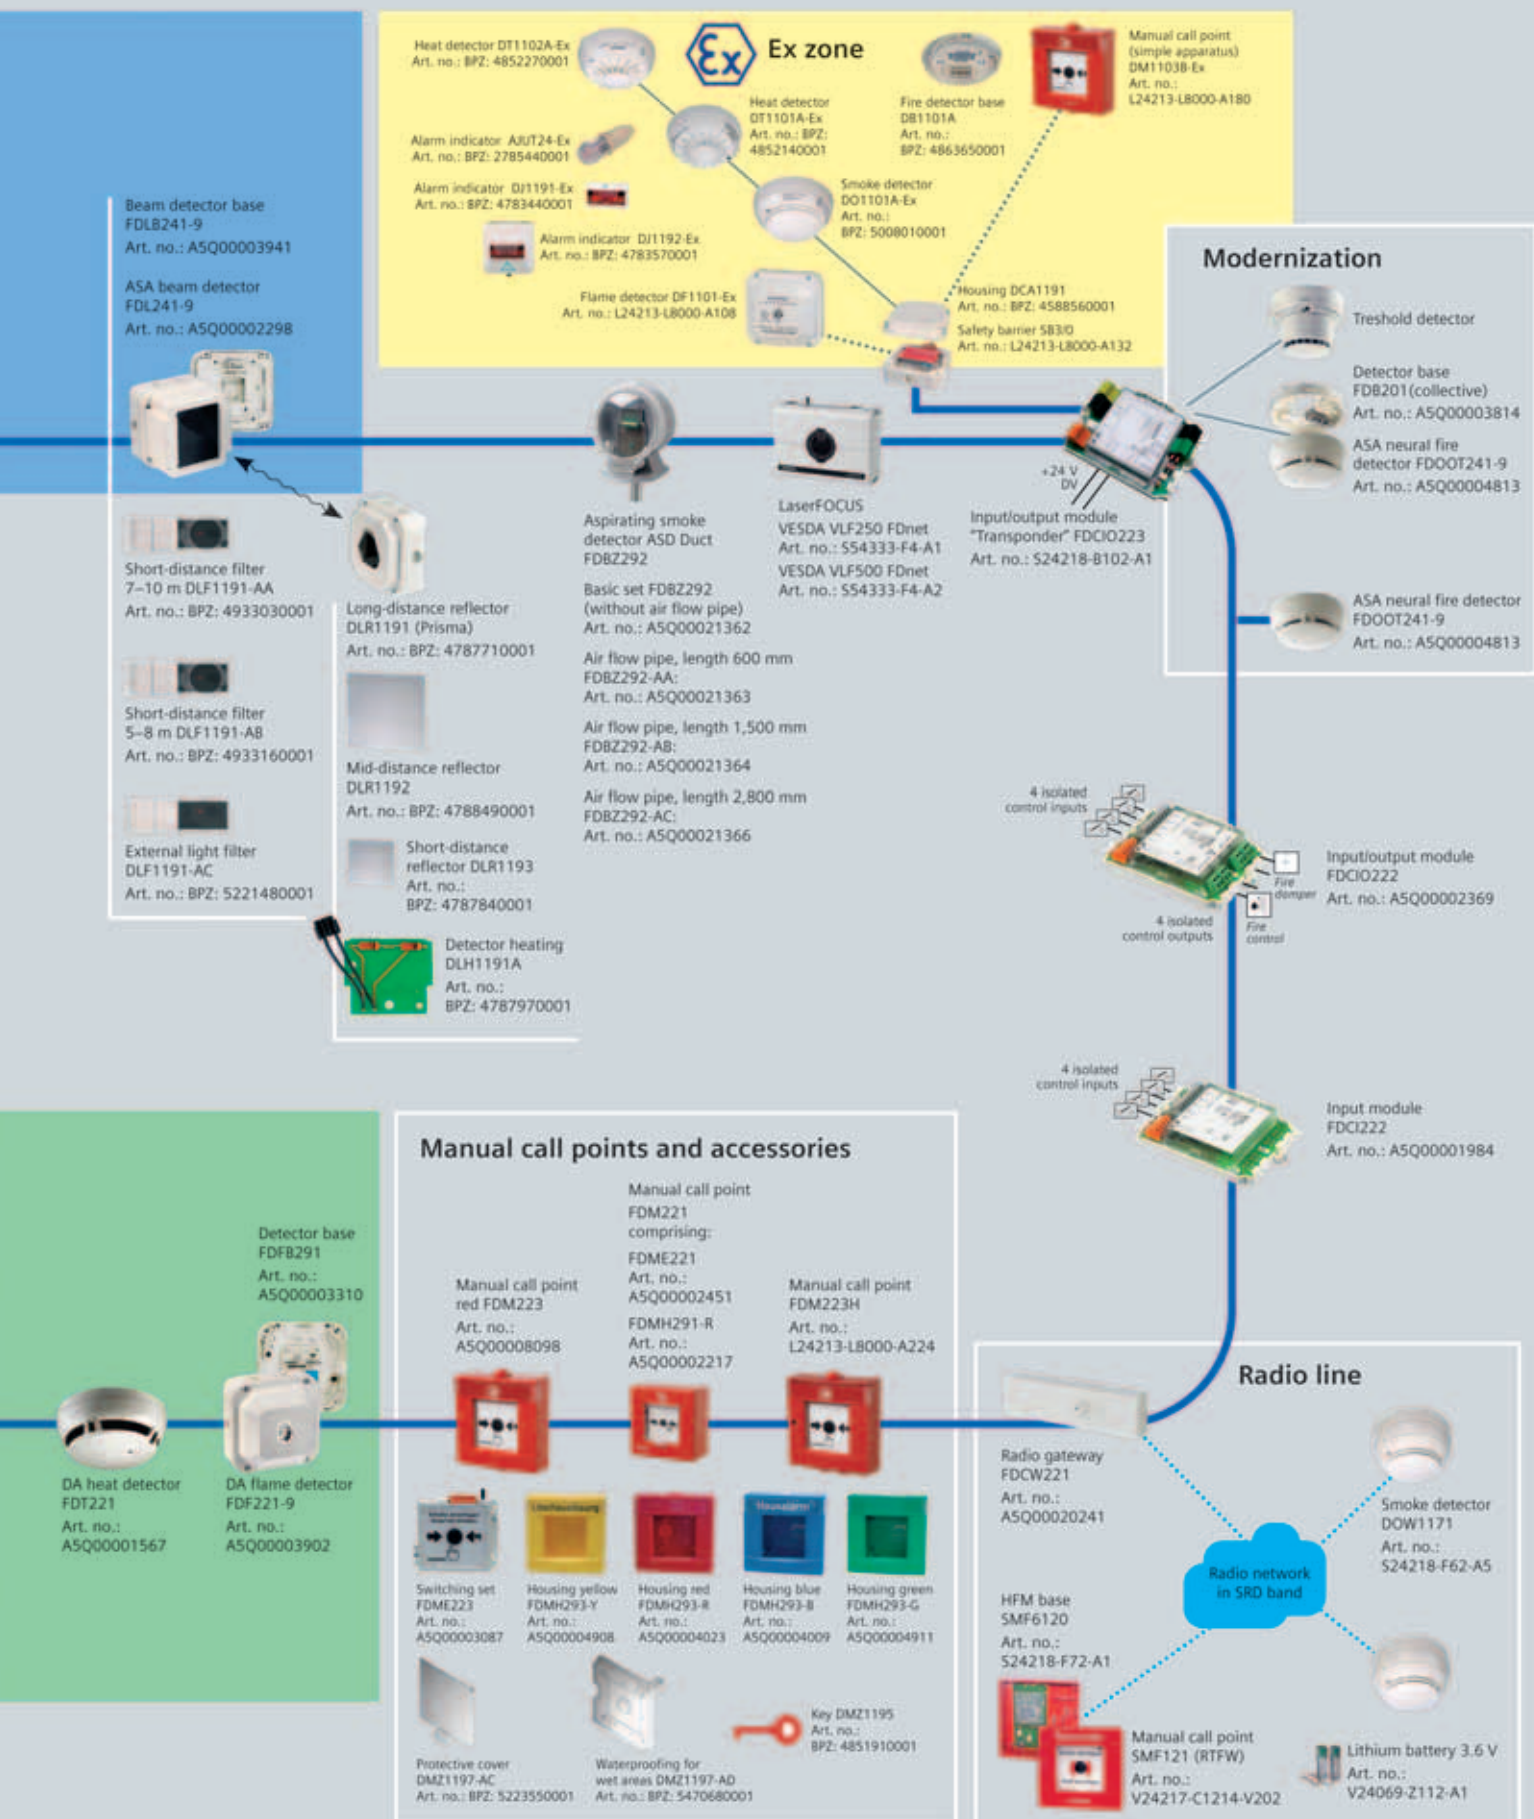 Heat detector DT1102A-Ex
Art. no.: BPZ: 4852270001
Ex
Ex zone
Manual call point
(simple apparatus)
DM1103B-Ex
Art. no.:
L24213-L8000-A180
Heat detector
DT1101A-Ex
Art. no.: BPZ:
4852140001
Fire detector base
DB1101A
Art. no.:
BPZ: 4863650001
Alarm indicator AJUT24-Ex
Art. no.: BPZ: 2785440001
Alarm indicator DJ1191-Ex
Art. no.: BPZ: 4783440001
Smoke detector
DO1101A-Ex
Art. no.:
BPZ: 5008010001
Alarm indicator DJ1192-Ex
Art. no.: BPZ: 4783570001
Flame detector DF1101-Ex
Art. no.: L24213-L8000-A108
Housing DCA1191
Art. no.: BPZ: 4588560001
Safety barrier SB3/0
Art. no.: L24213-L8000-A132
Beam detector base
FDLB241-9
Art. no.: A5Q00003941
ASA beam detector
FDL241-9
Art. no.: A5Q00002298
Modernization
Treshold detector
Detector base
FDB201(collective)
Art. no.: A5Q00003814
ASA neural fire
detector FDOOT241-9
Art. no.: A5Q00004813
ASA neural fire detector
FDOOT241-9
Art. no.: A5Q00004813
Short-distance filter
7–10 m DLF1191-AA
Art. no.: BPZ: 4933030001
Short-distance filter
5–8 m DLF1191-AB
Art. no.: BPZ: 4933160001
External light filter
DLF1191-AC
Art. no.: BPZ: 5221480001
Long-distance reflector
DLR1191 (Prisma)
Art. no.: BPZ: 4787710001
Mid-distance reflector
DLR1192
Art. no.: BPZ: 4788490001
Short-distance
reflector DLR1193
Art. no.:
BPZ: 4787840001
Detector heating
DLH1191A
Art. no.:
BPZ: 4787970001
Aspirating smoke
detector ASD Duct
FDBZ292
Basic set FDBZ292
(without air flow pipe)
Art. no.: A5Q00021362
Air flow pipe, length 600 mm
FDBZ292-AA:
Art. no.: A5Q00021363
Air flow pipe, length 1,500 mm
FDBZ292-AB:
Art. no.: A5Q00021364
Air flow pipe, length 2,800 mm
FDBZ292-AC:
Art. no.: A5Q00021366
LaserFOCUS
VESDA VLF250 FDnet
Art. no.: S54333-F4-A1
VESDA VLF500 FDnet
Art. no.: S54333-F4-A2
+24 V
DV
Input/output module
"Transponder" FDCIO223
Art. no.: S24218-B102-A1
4 isolated
control inputs
Fire
damper
Fire
control
4 isolated
control outputs
Input/output module
FDCIO222
Art. no.: A5Q00002369
4 isolated
control inputs
Input module
FDCI222
Art. no.: A5Q00001984
Detector base
FDFB291
Art. no.:
A5Q00003310
DA heat detector
FDT221
Art. no.:
A5Q00001567
DA flame detector
FDF221-9
Art. no.:
A5Q00003902
Manual call points and accessories
Manual call point
red FDM223
Art. no.:
A5Q00008098
Manual call point
FDM221
comprising:
FDME221
Art. no.:
A5Q00002451
FDMH291-R
Art. no.:
A5Q00002217
Manual call point
FDM223H
Art. no.:
L24213-L8000-A224
Hausalarm
Switching set
FDME223
Art. no.:
A5Q00003087
Housing yellow
FDMH293-Y
Art. no.:
A5Q00004908
Housing red
FDMH293-R
Art. no.:
A5Q00004023
Housing blue
FDMH293-B
Art. no.:
A5Q00004009
Housing green
FDMH293-G
Art. no.:
A5Q00004911
Protective cover
DMZ1197-AC
Art. no.: BPZ: 5223550001
Waterproofing for
wet areas DMZ1197-AD
Art. no.: BPZ: 5470680001
Key DMZ1195
Art. no.:
BPZ: 4851910001
Radio line
Radio gateway
FDCW221
Art. no.:
A5Q00020241
Smoke detector
DOW1171
Art. no.:
S24218-F62-A5
Radio network
in SRD band
HFM base
SMF6120
Art. no.:
S24218-F72-A1
Manual call point
SMF121 (RTFW)
Art. no.:
V24217-C1214-V202
Lithium battery 3.6 V
Art. no.:
V24069-Z112-A1